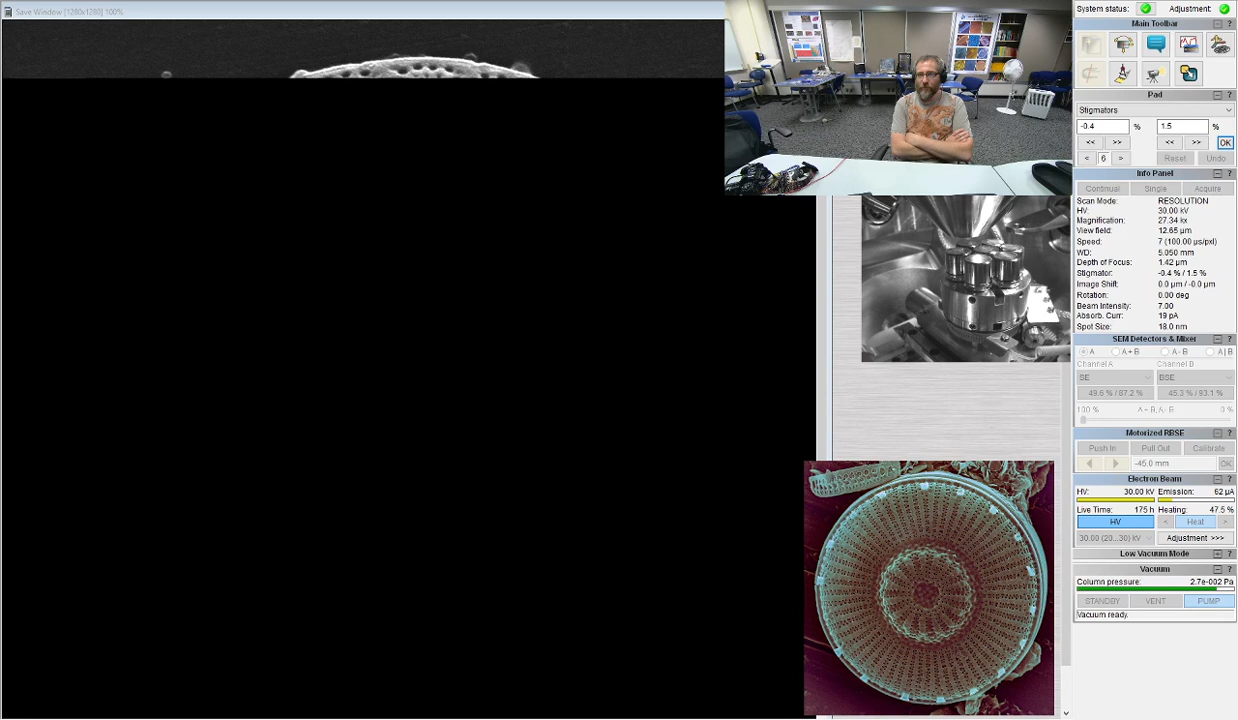 Save Window [1280x1280] 100%
System status: Adjustment:
Main Toolbar
Pad
Stigmators
-0.4 % 1.5 %
<< >> << >> OK
< 6 > Reset Undo
Info Panel
Continual Single Acquire
Scan Mode: RESOLUTION
HV: 30.00 kV
Magnification: 27.34 kx
View field: 12.65 µm
Speed: 7 (100.00 µs/pxl)
WD: 5.050 mm
Depth of Focus: 1.42 µm
Stigmator: -0.4 % / 1.5 %
Image Shift: 0.0 µm / -0.0 µm
Rotation: 0.00 deg
Beam Intensity: 7.00
Absorb. Curr: 19 pA
Spot Size: 18.0 nm
SEM Detectors & Mixer
A A + B A - B A | B
Channel A Channel B
SE BSE
49.6 % / 87.2 % 45.3 % / 93.1 %
100 % A + B, A - B 0 %
Motorized RBSE
Push In Pull Out Calibrate
-45.0 mm OK
Electron Beam
HV: 30.00 kV Emission: 62 µA
Live Time: 175 h Heating: 47.5 %
HV < Heat >
30.00 (20...30) kV Adjustment >>>
Low Vacuum Mode
Vacuum
Column pressure: 2.7e-002 Pa
STANDBY VENT PUMP
Vacuum ready.